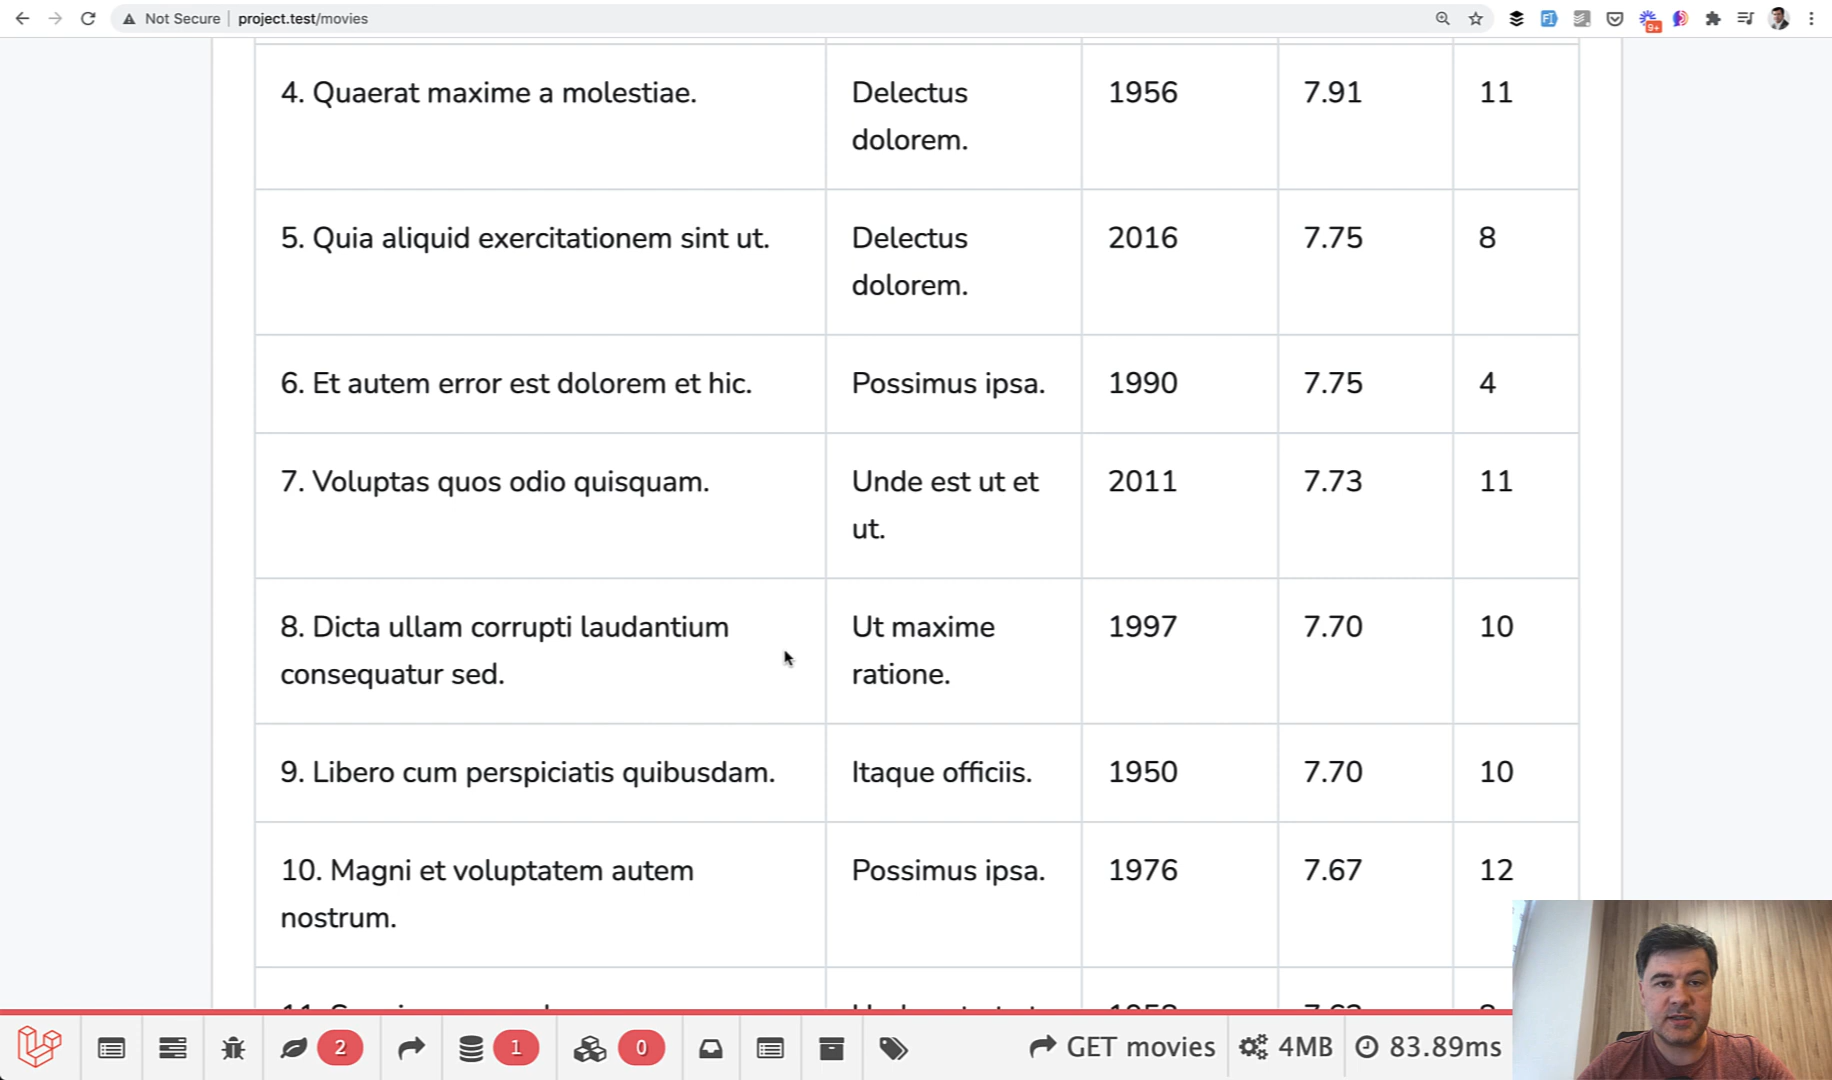 Not Secure project.test/movies
9+
4. Quaerat maxime a molestiae. Delectus dolorem. 1956 7.91 11
5. Quia aliquid exercitationem sint ut. Delectus dolorem. 2016 7.75 8
6. Et autem error est dolorem et hic. Possimus ipsa. 1990 7.75 4
7. Voluptas quos odio quisquam. Unde est ut et ut. 2011 7.73 11
8. Dicta ullam corrupti laudantium consequatur sed. Ut maxime ratione. 1997 7.70 10
9. Libero cum perspiciatis quibusdam. Itaque officiis. 1950 7.70 10
10. Magni et voluptatem autem nostrum. Possimus ipsa. 1976 7.67 12
2 1 0 GET movies 4MB 83.89ms